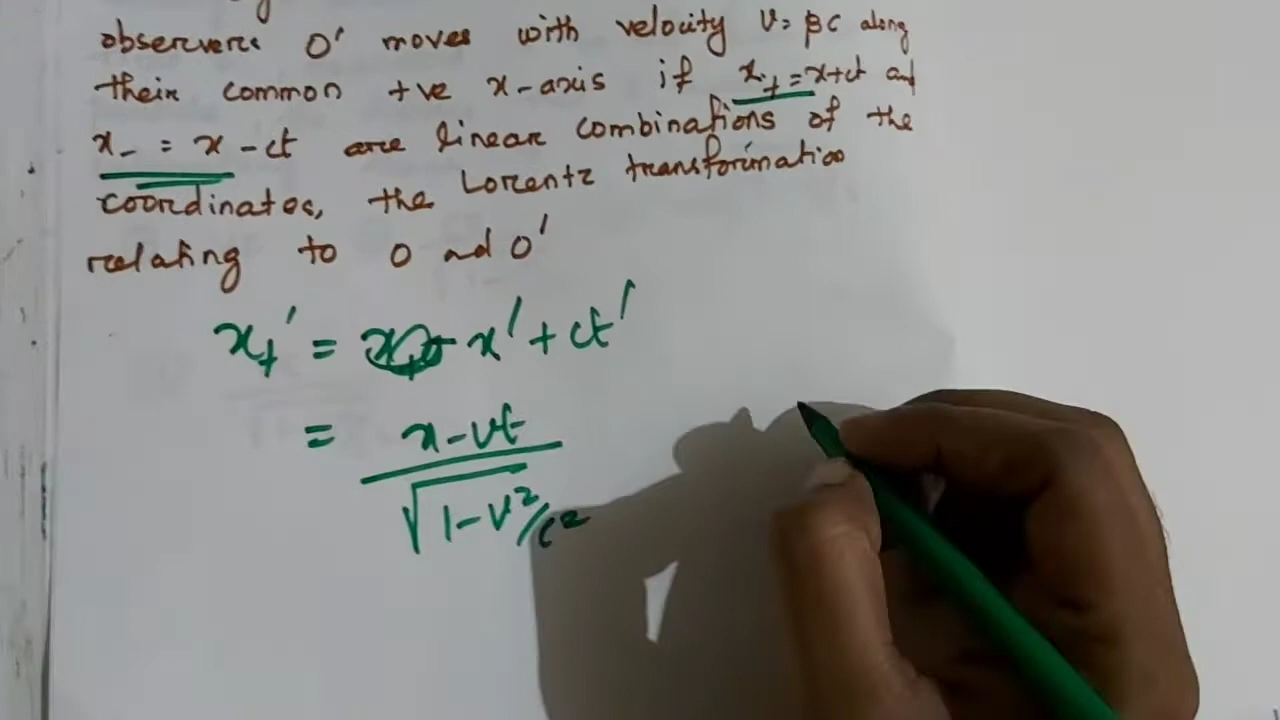 observers O' moves with velocity v = βc along
their common +ve x-axis if x₊ = x+ct and
x₋ = x - ct are linear combinations of the
coordinates, the Lorentz transformation
relating to O ad O'
x₊' = x' + ct'
= x-vt / √1-v²/c²